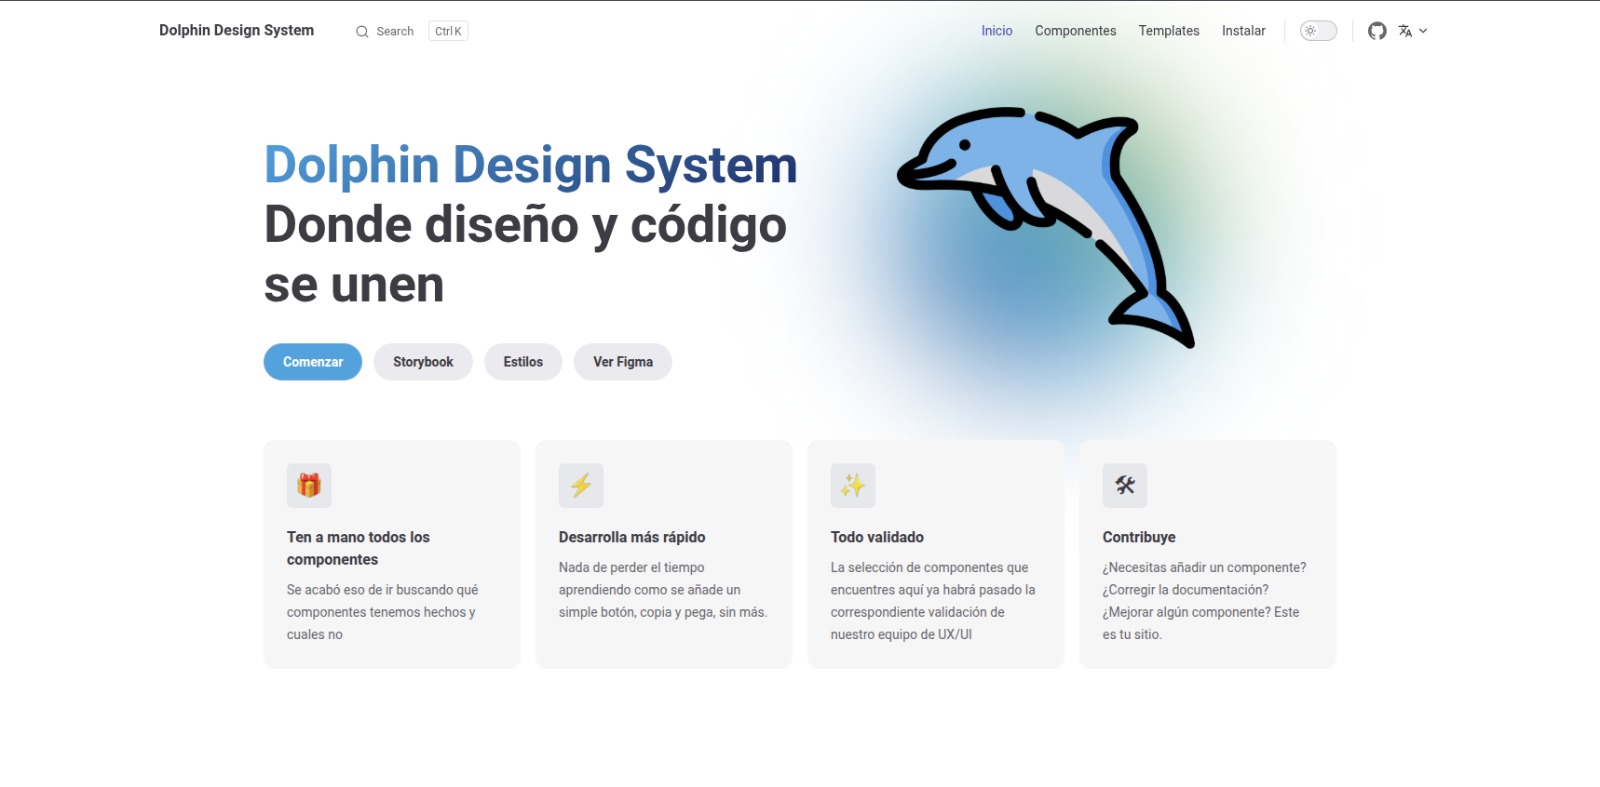 Dolphin Design System
Search
Ctrl K
Inicio
Componentes
Templates
Instalar
Dolphin Design System
Donde diseño y código
se unen
Comenzar
Storybook
Estilos
Ver Figma
Ten a mano todos los
componentes
Se acabó eso de ir buscando qué
componentes tenemos hechos y
cuales no
Desarrolla más rápido
Nada de perder el tiempo
aprendiendo como se añade un
simple botón, copia y pega, sin más.
Todo validado
La selección de componentes que
encuentres aquí ya habrá pasado la
correspondiente validación de
nuestro equipo de UX/UI
Contribuye
¿Necesitas añadir un componente?
¿Corregir la documentación?
¿Mejorar algún componente? Este
es tu sitio.